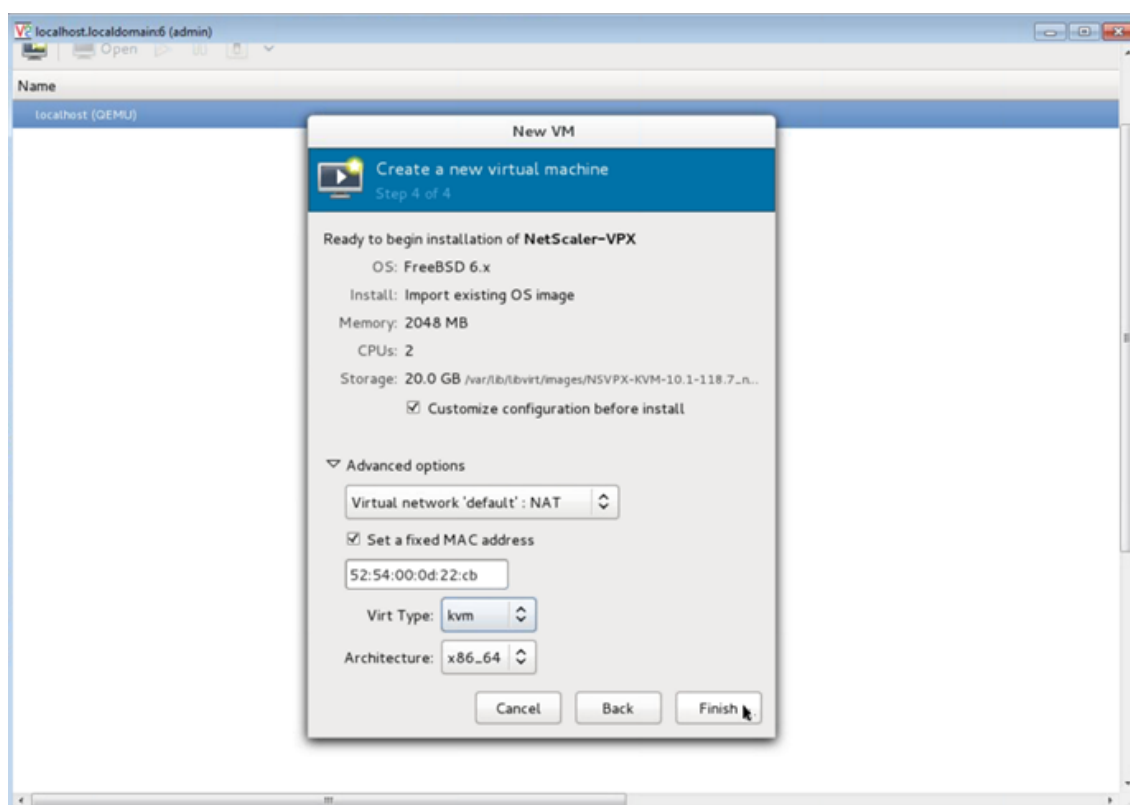 localhost.localdomain:6 (admin)
Open
Name
localhost (QEMU)
New VM
Create a new virtual machine
Step 4 of 4
Ready to begin installation of NetScaler-VPX
OS: FreeBSD 6.x
Install: Import existing OS image
Memory: 2048 MB
CPUs: 2
Storage: 20.0 GB /var/lib/libvirt/images/NSVPX-KVM-10.1-118.7_n...
Customize configuration before install
Advanced options
Virtual network 'default' : NAT
Set a fixed MAC address
52:54:00:0d:22:cb
Virt Type: kvm
Architecture: x86_64
Cancel Back Finish